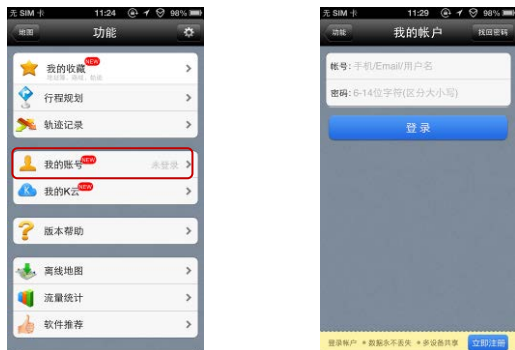 无 SIM 卡 11:24 98%
地图 功能
我的收藏 NEW
行程规划
轨迹记录
我的账号 NEW 未登录
我的K云 NEW
版本帮助
离线地图
流量统计
软件推荐
无 SIM 卡 11:29 98%
功能 我的帐户 找回密码
帐号: 手机/Email/用户名
密码: 6-14位字符(区分大小写)
登 录
登录帐户 •数据永不丢失 •多设备共享 立即注册